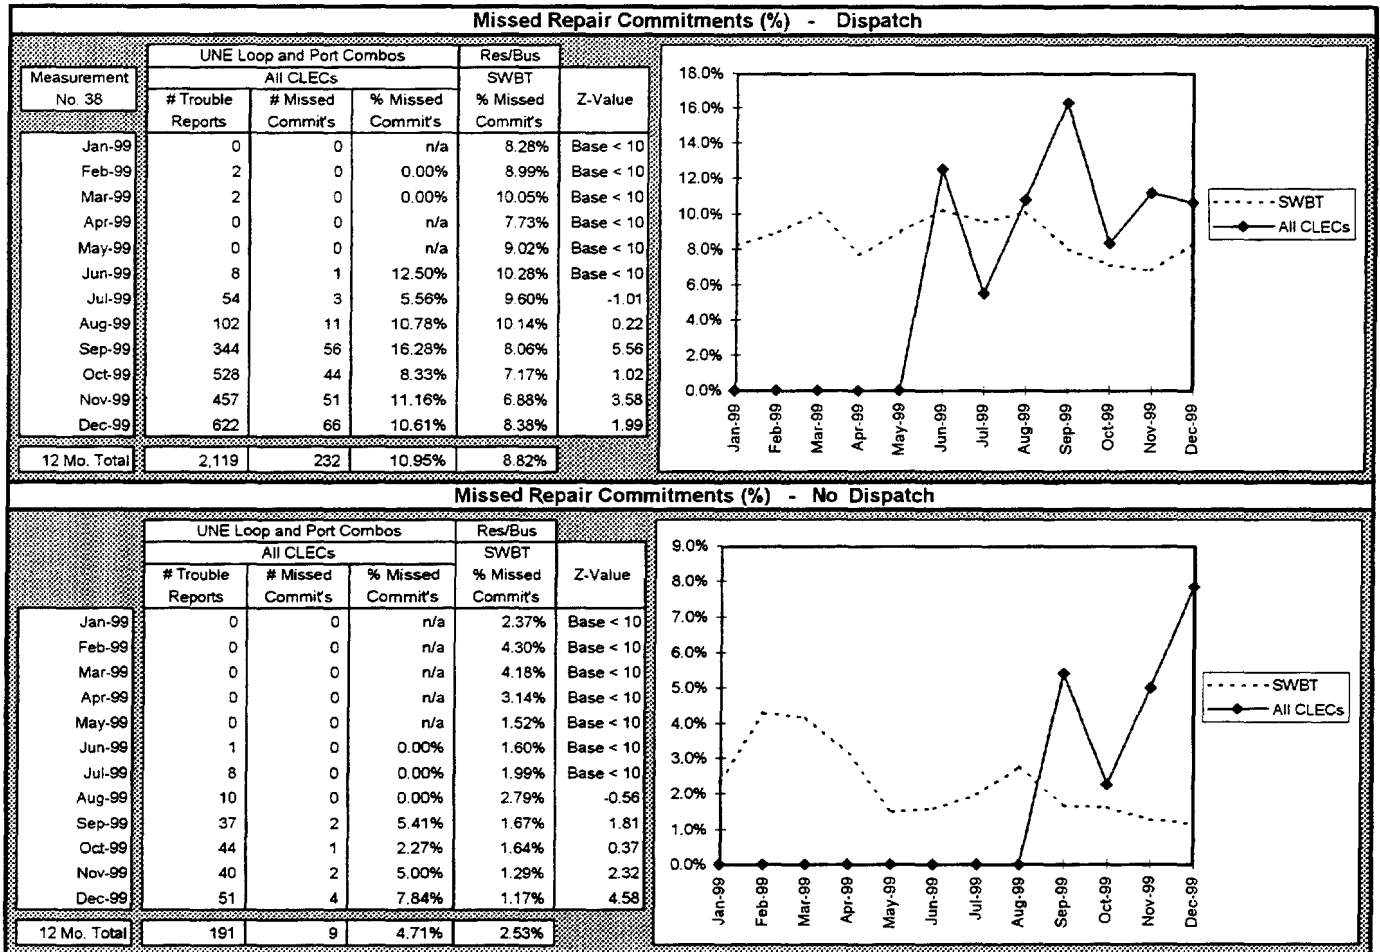 Missed Repair Commitments (%) - Dispatch
UNE Loop and Port Combos Res/Bus
Measurement All CLECs SWBT
No. 38 # Trouble # Missed % Missed % Missed Z-Value
Reports Commit's Commit's Commit's
Jan-99 0 0 n/a 8.28% Base < 10
Feb-99 2 0 0.00% 8.99% Base < 10
Mar-99 2 0 0.00% 10.05% Base < 10
Apr-99 0 0 n/a 7.73% Base < 10
May-99 0 0 n/a 9.02% Base < 10
Jun-99 8 1 12.50% 10.28% Base < 10
Jul-99 54 3 5.56% 9.60% -1.01
Aug-99 102 11 10.78% 10.14% 0.22
Sep-99 344 56 16.28% 8.06% 5.56
Oct-99 528 44 8.33% 7.17% 1.02
Nov-99 457 51 11.16% 6.88% 3.58
Dec-99 622 66 10.61% 8.38% 1.99
12 Mo. Total 2,119 232 10.95% 8.82%
18.0%
16.0%
14.0%
12.0%
10.0%
8.0%
6.0%
4.0%
2.0%
0.0%
Jan-99 Feb-99 Mar-99 Apr-99 May-99 Jun-99 Jul-99 Aug-99 Sep-99 Oct-99 Nov-99 Dec-99
SWBT
All CLECs
Missed Repair Commitments (%) - No Dispatch
UNE Loop and Port Combos Res/Bus
All CLECs SWBT
# Trouble # Missed % Missed % Missed Z-Value
Reports Commit's Commit's Commit's
Jan-99 0 0 n/a 2.37% Base < 10
Feb-99 0 0 n/a 4.30% Base < 10
Mar-99 0 0 n/a 4.18% Base < 10
Apr-99 0 0 n/a 3.14% Base < 10
May-99 0 0 n/a 1.52% Base < 10
Jun-99 1 0 0.00% 1.60% Base < 10
Jul-99 8 0 0.00% 1.99% Base < 10
Aug-99 10 0 0.00% 2.79% -0.56
Sep-99 37 2 5.41% 1.67% 1.81
Oct-99 44 1 2.27% 1.64% 0.37
Nov-99 40 2 5.00% 1.29% 2.32
Dec-99 51 4 7.84% 1.17% 4.58
12 Mo. Total 191 9 4.71% 2.53%
9.0%
8.0%
7.0%
6.0%
5.0%
4.0%
3.0%
2.0%
1.0%
0.0%
Jan-99 Feb-99 Mar-99 Apr-99 May-99 Jun-99 Jul-99 Aug-99 Sep-99 Oct-99 Nov-99 Dec-99
SWBT
All CLECs